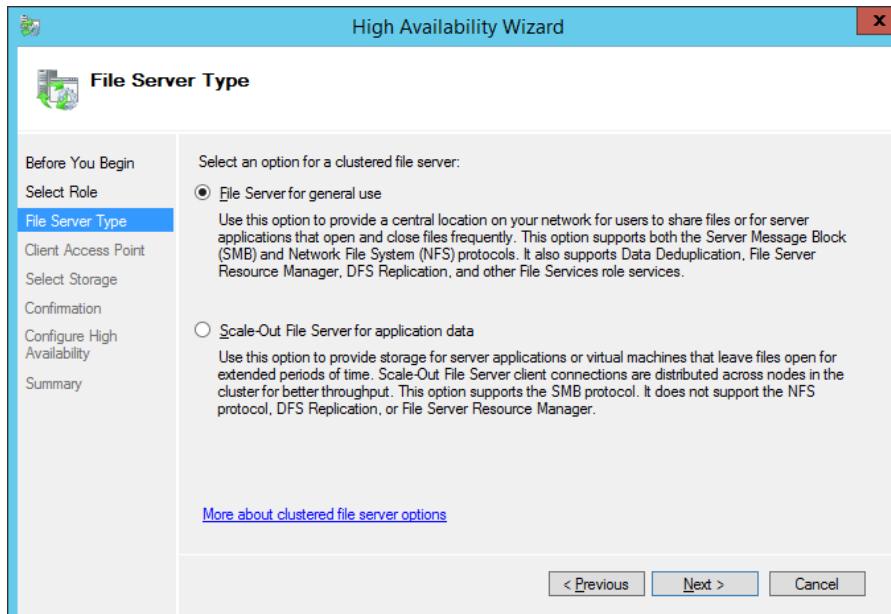 High Availability Wizard
x
File Server Type
Before You Begin
Select Role
File Server Type
Client Access Point
Select Storage
Confirmation
Configure High
Availability
Summary
Select an option for a clustered file server:
File Server for general use
Use this option to provide a central location on your network for users to share files or for server
applications that open and close files frequently. This option supports both the Server Message Block
(SMB) and Network File System (NFS) protocols. It also supports Data Deduplication, File Server
Resource Manager, DFS Replication, and other File Services role services.
Scale-Out File Server for application data
Use this option to provide storage for server applications or virtual machines that leave files open for
extended periods of time. Scale-Out File Server client connections are distributed across nodes in the
cluster for better throughput. This option supports the SMB protocol. It does not support the NFS
protocol, DFS Replication, or File Server Resource Manager.
More about clustered file server options
< Previous
Next >
Cancel